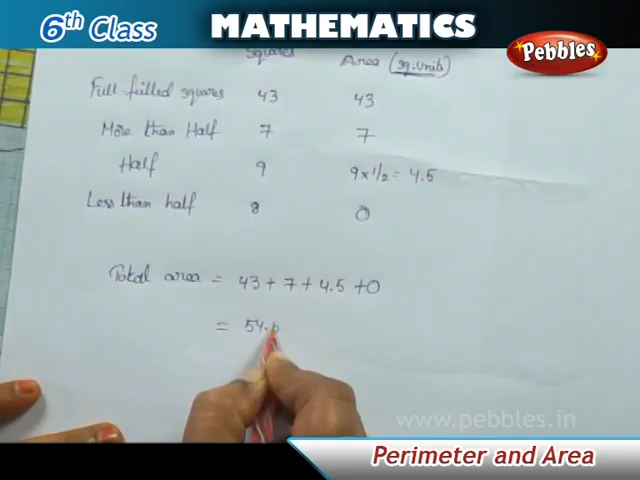 6th Class
MATHEMATICS
Pebbles
Squares Area (sq.units)
Full-filled squares 43 43
More than Half 7 7
Half 9 9x1/2 = 4.5
Less than half 8 0
Total area = 43 + 7 + 4.5 + 0
= 54.
www.pebbles.in
Perimeter and Area